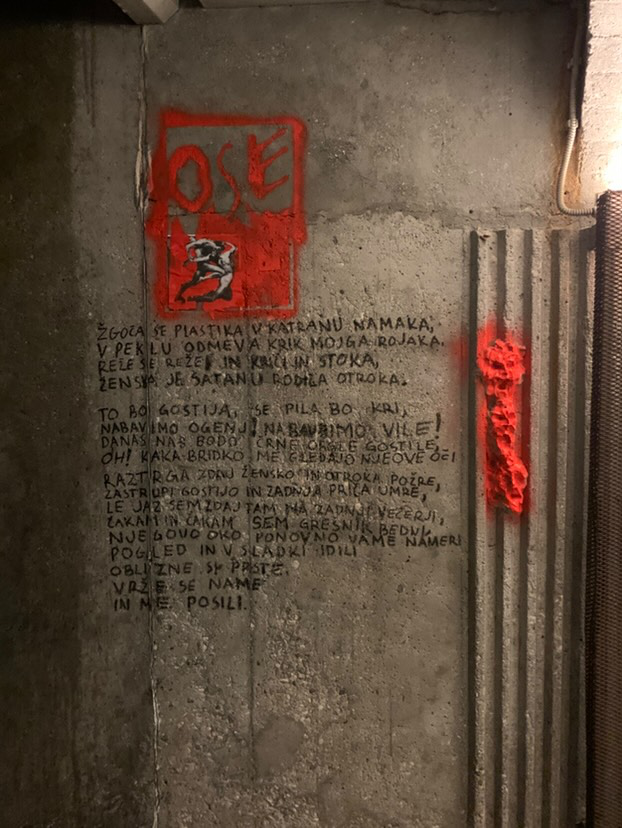 OSE
ŽGOČA SE PLASTIKA V KATRANU NAMAKA,
V PEKLU ODMEVA KRIK MOJGA ROJAKA.
REŽE SE REŽE IN KRIČI IN STOKA,
ŽENSKA JE SATANU RODILA OTROKA.
TO BO GOSTIJA, SE PILA BO KRI,
NABAVIMO OGENJ! NABAVIMO VILE!
DANAS NAS BODO ČRNE ORGLE GOSTILE
OH! KAKA BRIDKO ME GLEDAJO NJEGOVE OČI
RAZTRGA ZDAJ ŽENSKO IN OTROKA POŽRE,
ZASTRUPI GOSTIJO IN ZADNJA PRIČA UMRE,
LE JAZ SEM ZDAJ TAM NA ZADNJI VEČERJI,
ČAKAM IN ČAKAM SEM GREŠNIK BEDNI,
NJEGOVO OKO PONOVNO VAME NAMERI
POGLED IN V SLADKI IDILI
OBLIZNE SI PRSTE.
VRŽE SE NAME
IN ME POSILI.